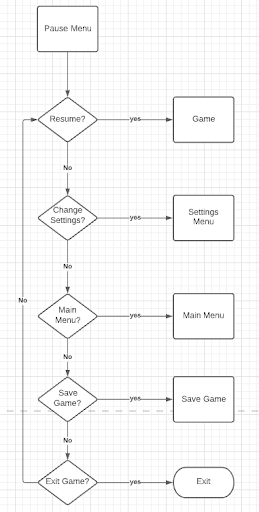 Pause Menu
Resume?
yes
Game
No
Change
Settings?
yes
Settings
Menu
No
Main
Menu?
yes
Main Menu
No
No
Save
Game?
yes
Save Game
No
Exit Game?
yes
Exit